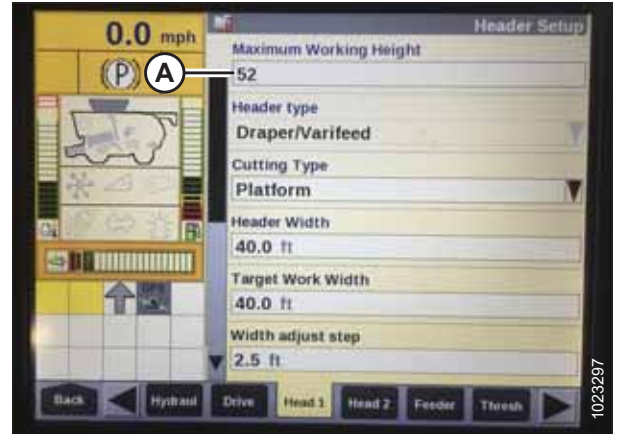 0.0 mph
Header Setup
(P)
A
Maximum Working Height
52
Header type
Draper/Varifeed
Cutting Type
Platform
Header Width
40.0 ft
Target Work Width
40.0 ft
Width adjust step
2.5 ft
GPS
Back
Hydraul
Drive
Head 1
Head 2
Feeder
Thresh
1023297